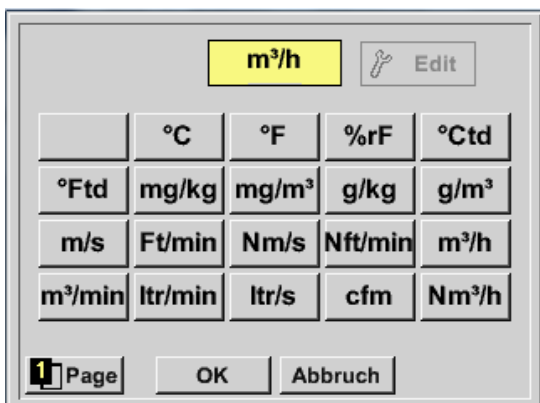 m³/h Edit
°C °F %rF °Ctd
°Ftd mg/kg mg/m³ g/kg g/m³
m/s Ft/min Nm/s Nft/min m³/h
m³/min ltr/min ltr/s cfm Nm³/h
1 Page OK Abbruch